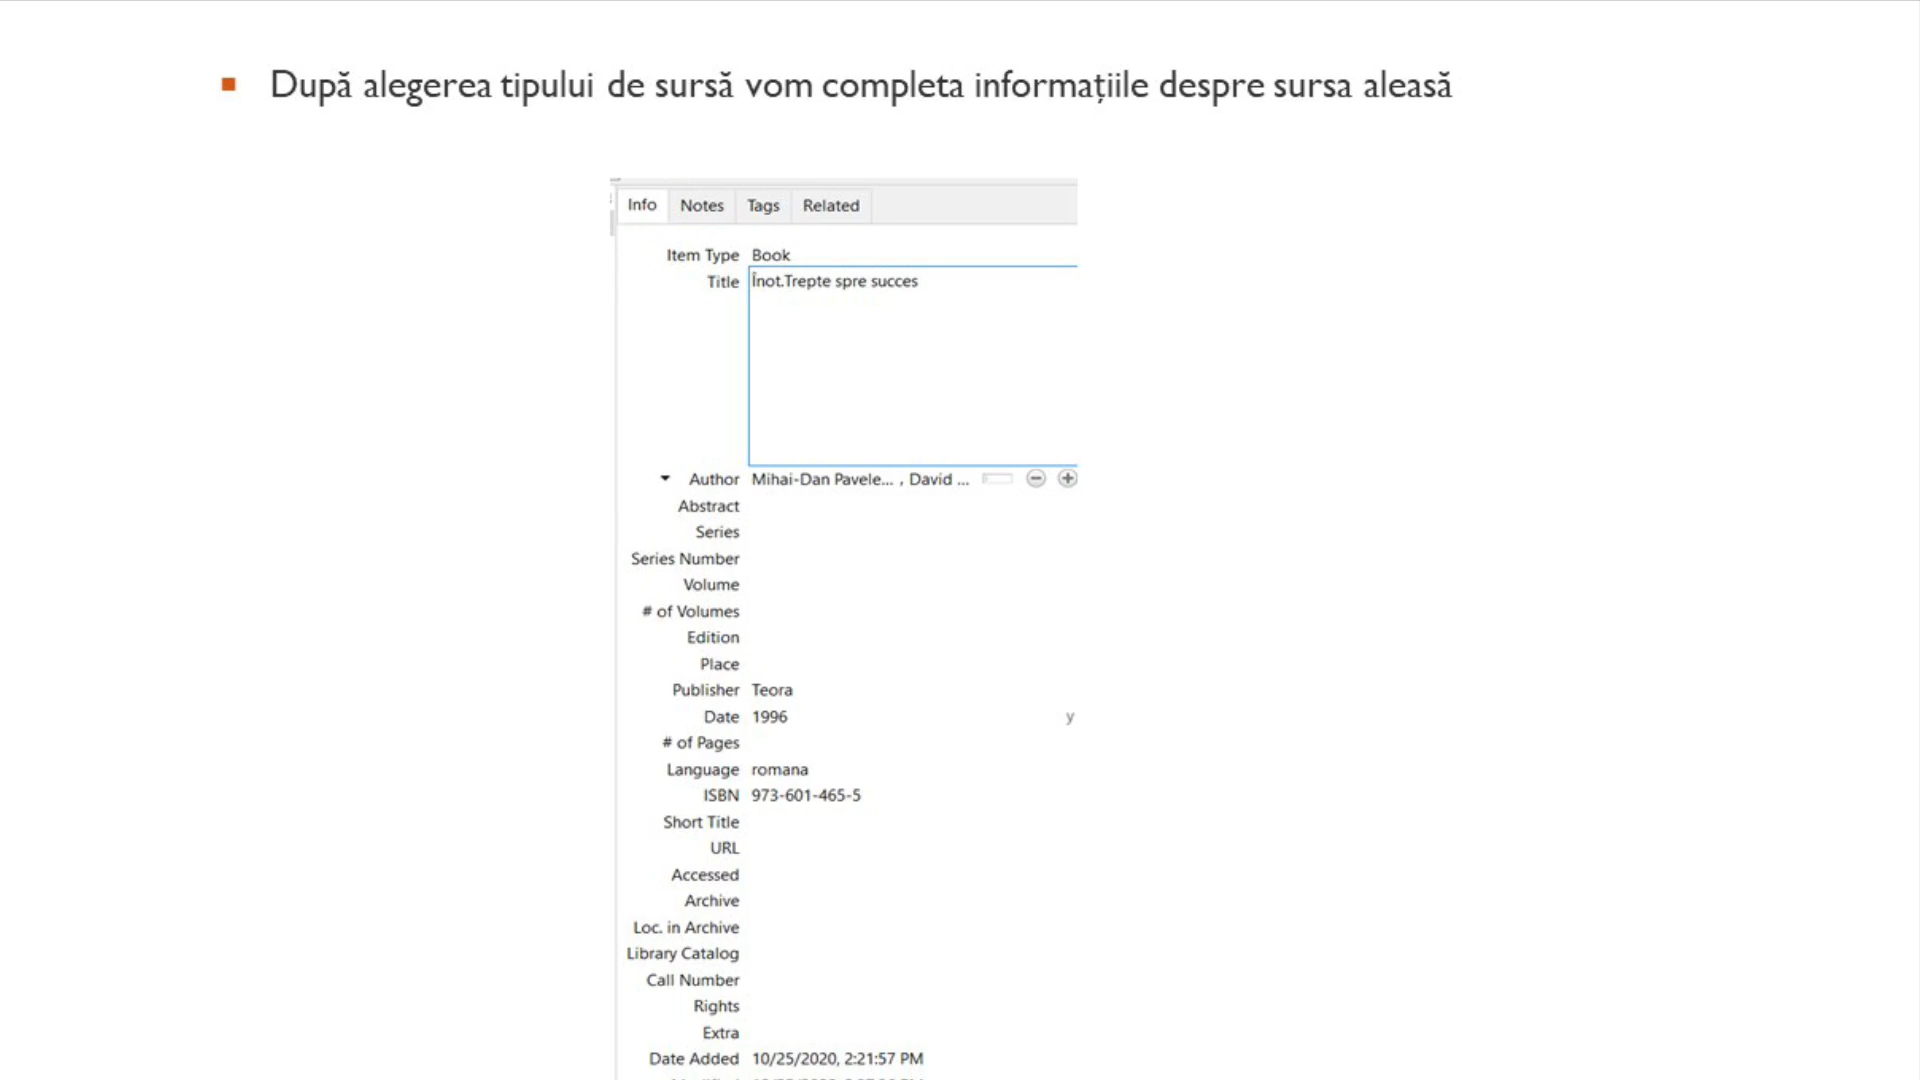 După alegerea tipului de sursă vom completa informațiile despre sursa aleasă
Info Notes Tags Related
Item Type Book
Title Înot.Trepte spre succes
Author Mihai-Dan Pavele... , David ...
Abstract
Series
Series Number
Volume
# of Volumes
Edition
Place
Publisher Teora
Date 1996 y
# of Pages
Language romana
ISBN 973-601-465-5
Short Title
URL
Accessed
Archive
Loc. in Archive
Library Catalog
Call Number
Rights
Extra
Date Added 10/25/2020, 2:21:57 PM